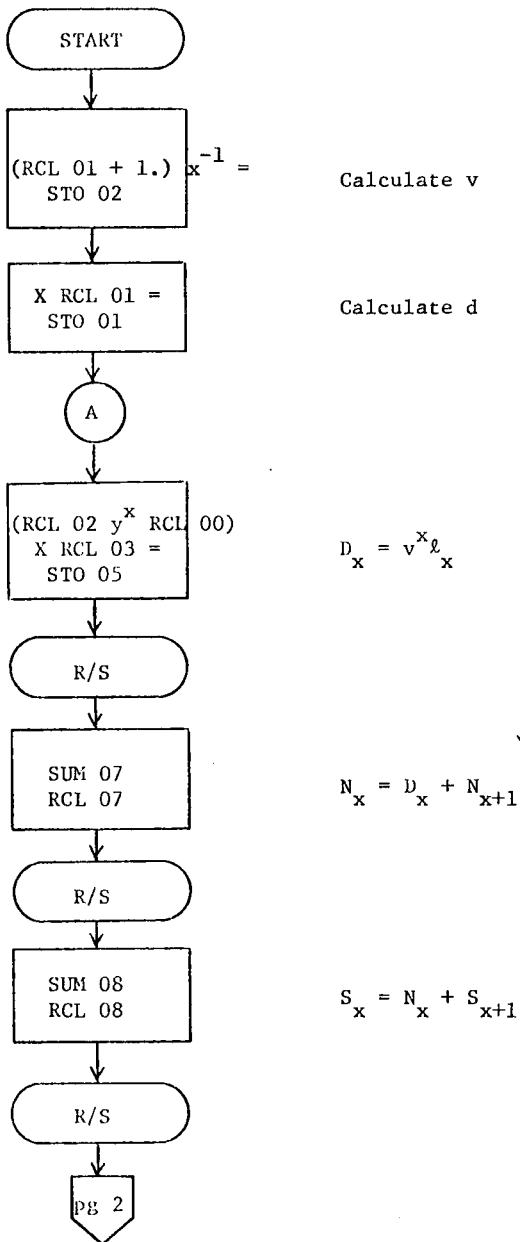 START
(RCL 01 + 1.) x^-1 =
STO 02
Calculate v
X RCL 01 =
STO 01
Calculate d
A
(RCL 02 y^x RCL 00)
X RCL 03 =
STO 05
D_x = v^x ℓ_x
R/S
SUM 07
RCL 07
N_x = D_x + N_x+1
R/S
SUM 08
RCL 08
S_x = N_x + S_x+1
R/S
pg 2